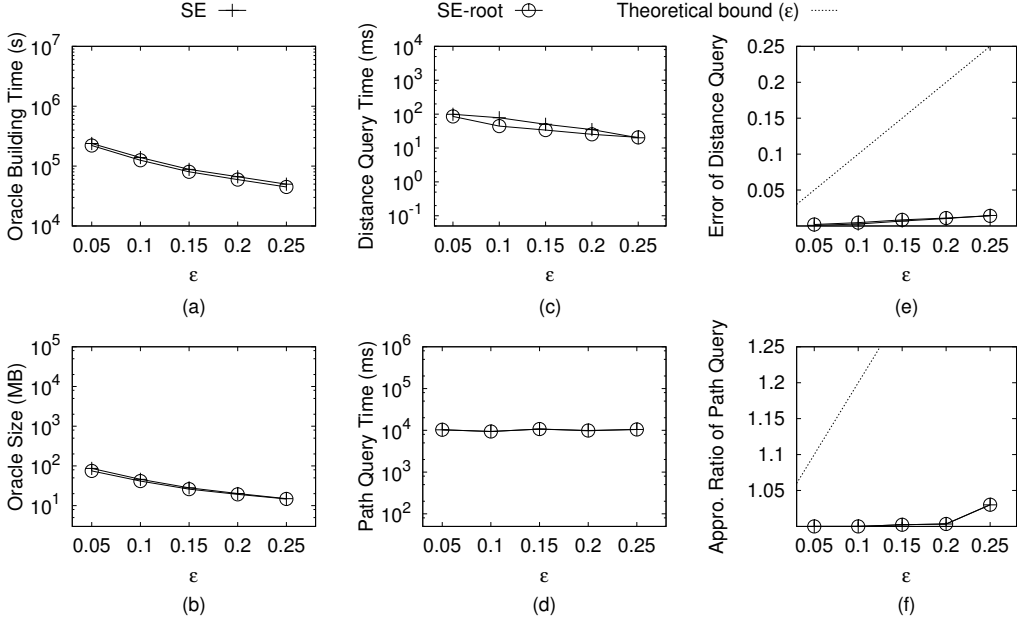 SE SE-root Theoretical bound (ε)
Oracle Building Time (s)
10^7
10^6
10^5
10^4
0.05 0.1 0.15 0.2 0.25
ε
(a)
Distance Query Time (ms)
10^4
10^3
10^2
10^1
10^0
10^-1
0.05 0.1 0.15 0.2 0.25
ε
(c)
Error of Distance Query
0.25
0.2
0.15
0.1
0.05
0.05 0.1 0.15 0.2 0.25
ε
(e)
Oracle Size (MB)
10^5
10^4
10^3
10^2
10^1
0.05 0.1 0.15 0.2 0.25
ε
(b)
Path Query Time (ms)
10^7
10^6
10^5
10^4
10^3
10^2
0.05 0.1 0.15 0.2 0.25
ε
(d)
Appro. Ratio of Path Query
1.25
1.2
1.15
1.1
1.05
0.05 0.1 0.15 0.2 0.25
ε
(f)